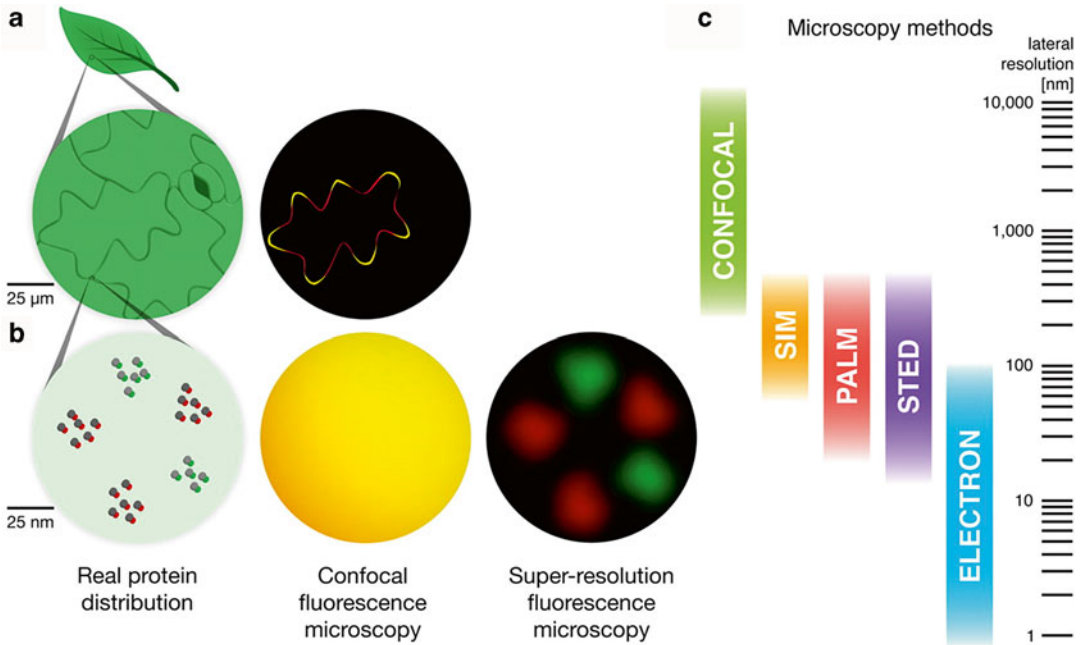 a
25 µm
b
25 nm
Real protein
distribution
Confocal
fluorescence
microscopy
Super-resolution
fluorescence
microscopy
c
Microscopy methods
lateral
resolution
[nm]
10,000
1,000
100
10
1
CONFOCAL
SIM
PALM
STED
ELECTRON